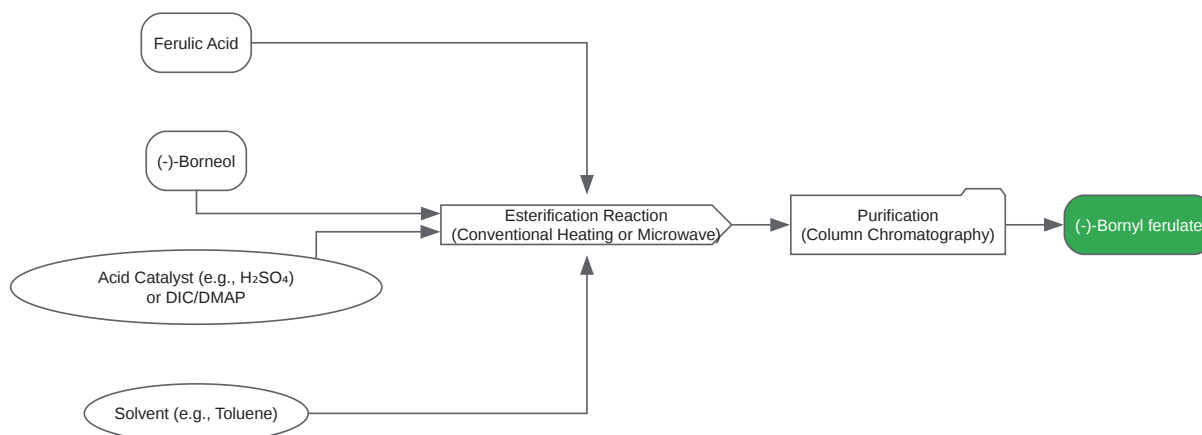 Ferulic Acid
(-)-Borneol
Esterification Reaction
(Conventional Heating or Microwave)
Purification
(Column Chromatography)
(-)-Bornyl ferulate
Acid Catalyst (e.g., H₂SO₄)
or DIC/DMAP
Solvent (e.g., Toluene)